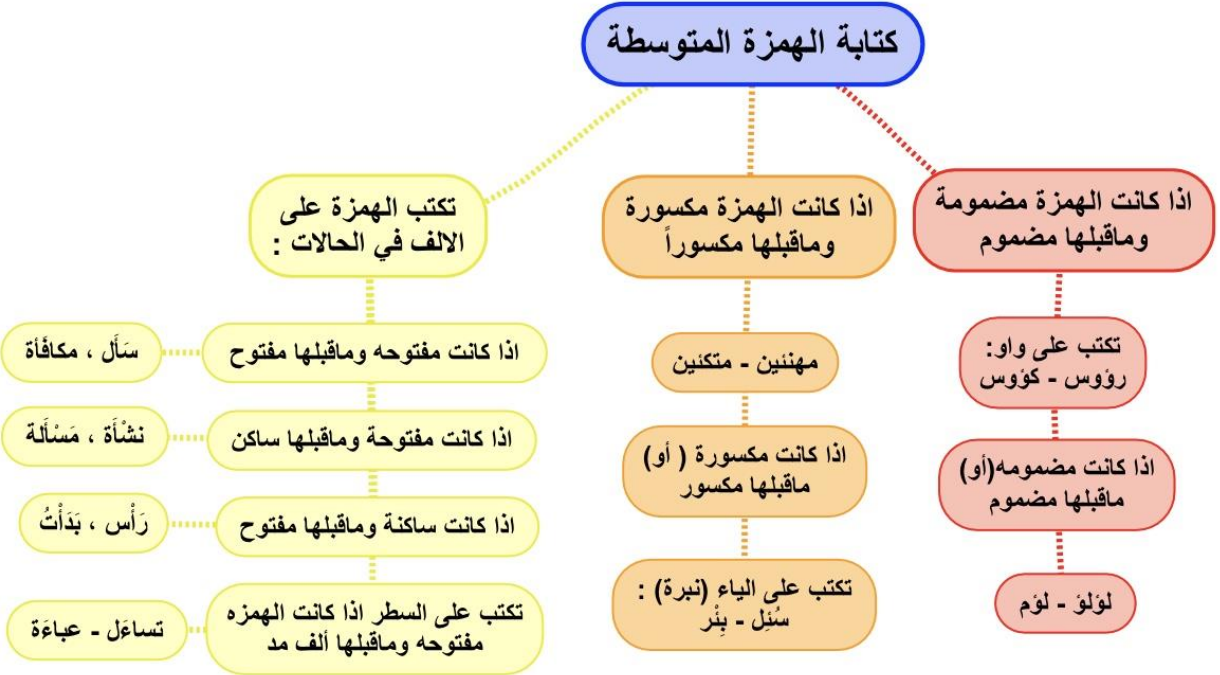 كتابة الهمزة المتوسطة
اذا كانت الهمزة مضمومة
وماقبلها مضموم
تكتب على واو:
رؤوس - كؤوس
اذا كانت مضمومه(أو)
ماقبلها مضموم
لؤلؤ - لؤم
اذا كانت الهمزة مكسورة
وماقبلها مكسوراً
مهنئين - متكئين
اذا كانت مكسورة ( أو)
ماقبلها مكسور
تكتب على الياء (نبرة) :
سُئِل - بِئْر
تكتب الهمزة على
الالف في الحالات :
اذا كانت مفتوحه وماقبلها مفتوح
سَأَل ، مكافَأة
اذا كانت مفتوحة وماقبلها ساكن
نشْأَة ، مَسْأَلة
اذا كانت ساكنة وماقبلها مفتوح
رَأْس ، بَدَأْتُ
تكتب على السطر اذا كانت الهمزه
مفتوحه وماقبلها ألف مد
تساءَل - عباءَة